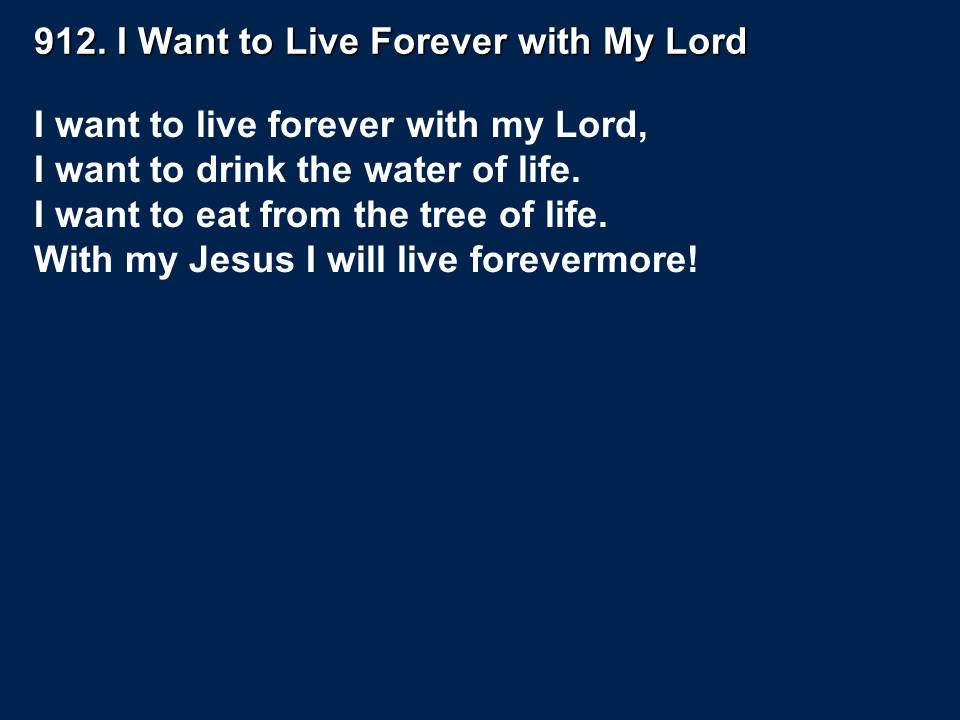 912. I Want to Live Forever with My Lord
I want to live forever with my Lord,
I want to drink the water of life.
I want to eat from the tree of life.
With my Jesus I will live forevermore!